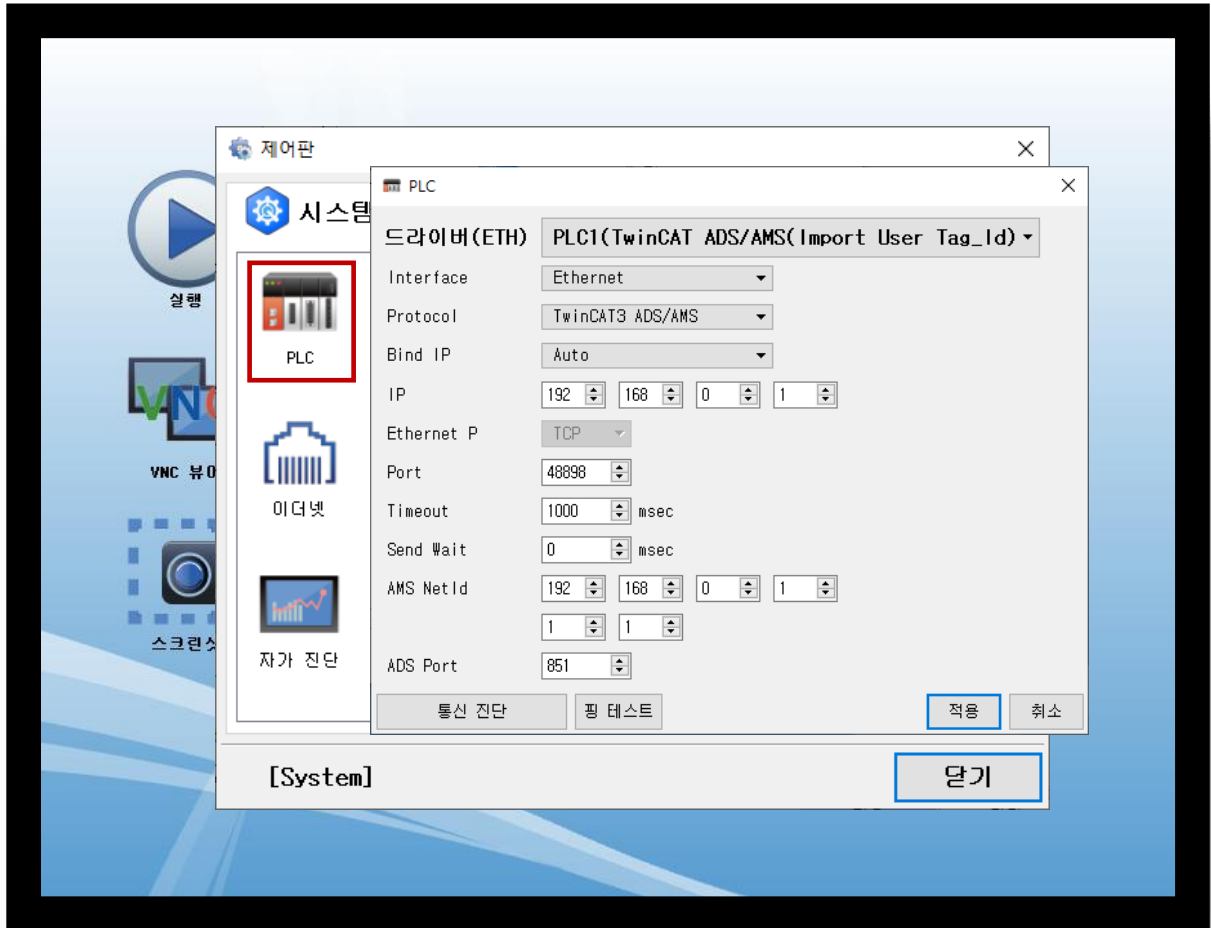 제어판
시스템
PLC
드라이버(ETH) PLC1(TwinCAT ADS/AMS(Import User Tag_Id)
Interface Ethernet
Protocol TwinCAT3 ADS/AMS
Bind IP Auto
IP 192 168 0 1
Ethernet P TCP
Port 48898
Timeout 1000 msec
Send Wait 0 msec
AMS NetId 192 168 0 1
1 1
ADS Port 851
통신 진단 핑 테스트 적용 취소
실행
VNC
VNC 뷰어
스크린샷
PLC
이더넷
자가 진단
[System] 닫기